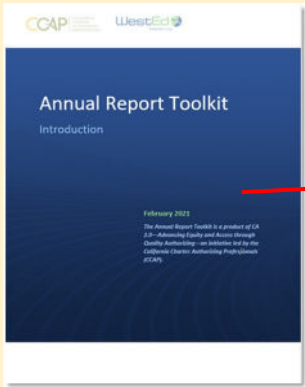 CCAP
WestEd
Annual Report Toolkit
Introduction
February 2021
The Annual Report Toolkit is a product of CA
2.0—Advancing Equity and Access through
Quality Authorizing—an initiative led by the
California Charter Authorizing Professionals
(CCAP).